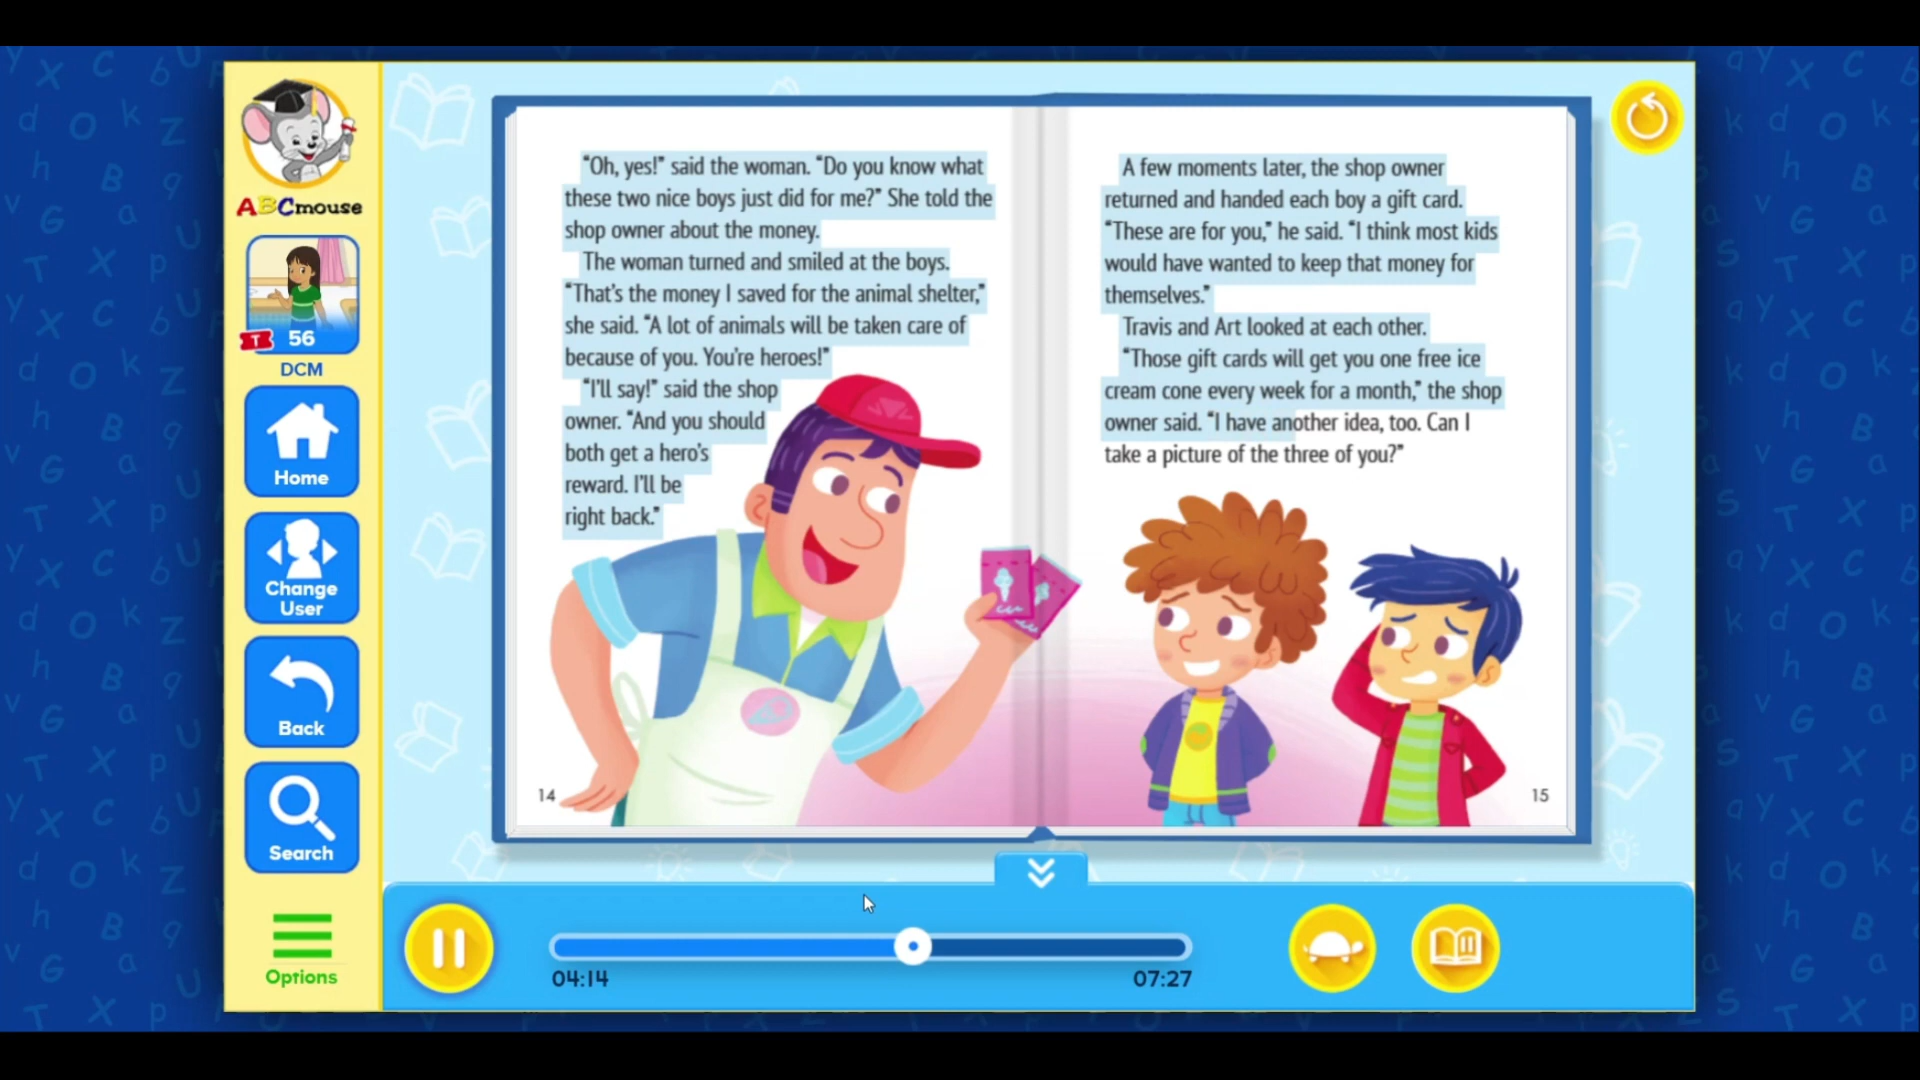 ABCmouse
T 56
DCM
Home
Change
User
Back
Search
Options
“Oh, yes!” said the woman. “Do you know what
these two nice boys just did for me?” She told the
shop owner about the money.
The woman turned and smiled at the boys.
“That’s the money I saved for the animal shelter,”
she said. “A lot of animals will be taken care of
because of you. You’re heroes!”
“I’ll say!” said the shop
owner. “And you should
both get a hero’s
reward. I’ll be
right back.”
14
A few moments later, the shop owner
returned and handed each boy a gift card.
“These are for you,” he said. “I think most kids
would have wanted to keep that money for
themselves.”
Travis and Art looked at each other.
“Those gift cards will get you one free ice
cream cone every week for a month,” the shop
owner said. “I have another idea, too. Can I
take a picture of the three of you?”
15
04:14
07:27